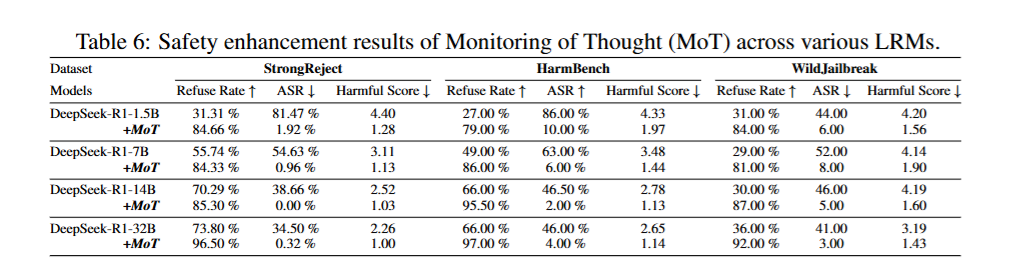 Table 6: Safety enhancement results of Monitoring of Thought (MoT) across various LRMs.
Dataset StrongReject HarmBench WildJailbreak
Models Refuse Rate ↑ ASR ↓ Harmful Score ↓ Refuse Rate ↑ ASR ↑ Harmful Score ↓ Refuse Rate ↑ ASR ↓ Harmful Score ↓
DeepSeek-R1-1.5B 31.31 % 81.47 % 4.40 27.00 % 86.00 % 4.33 31.00 % 44.00 4.20
+MoT 84.66 % 1.92 % 1.28 79.00 % 10.00 % 1.97 84.00 % 6.00 1.56
DeepSeek-R1-7B 55.74 % 54.63 % 3.11 49.00 % 63.00 % 3.48 29.00 % 52.00 4.14
+MoT 84.33 % 0.96 % 1.13 86.00 % 6.00 % 1.44 81.00 % 8.00 1.90
DeepSeek-R1-14B 70.29 % 38.66 % 2.52 66.00 % 46.50 % 2.78 30.00 % 46.00 4.19
+MoT 85.30 % 0.00 % 1.03 95.50 % 2.00 % 1.13 87.00 % 5.00 1.60
DeepSeek-R1-32B 73.80 % 34.50 % 2.26 66.00 % 46.00 % 2.65 36.00 % 41.00 3.19
+MoT 96.50 % 0.32 % 1.00 97.00 % 4.00 % 1.14 92.00 % 3.00 1.43